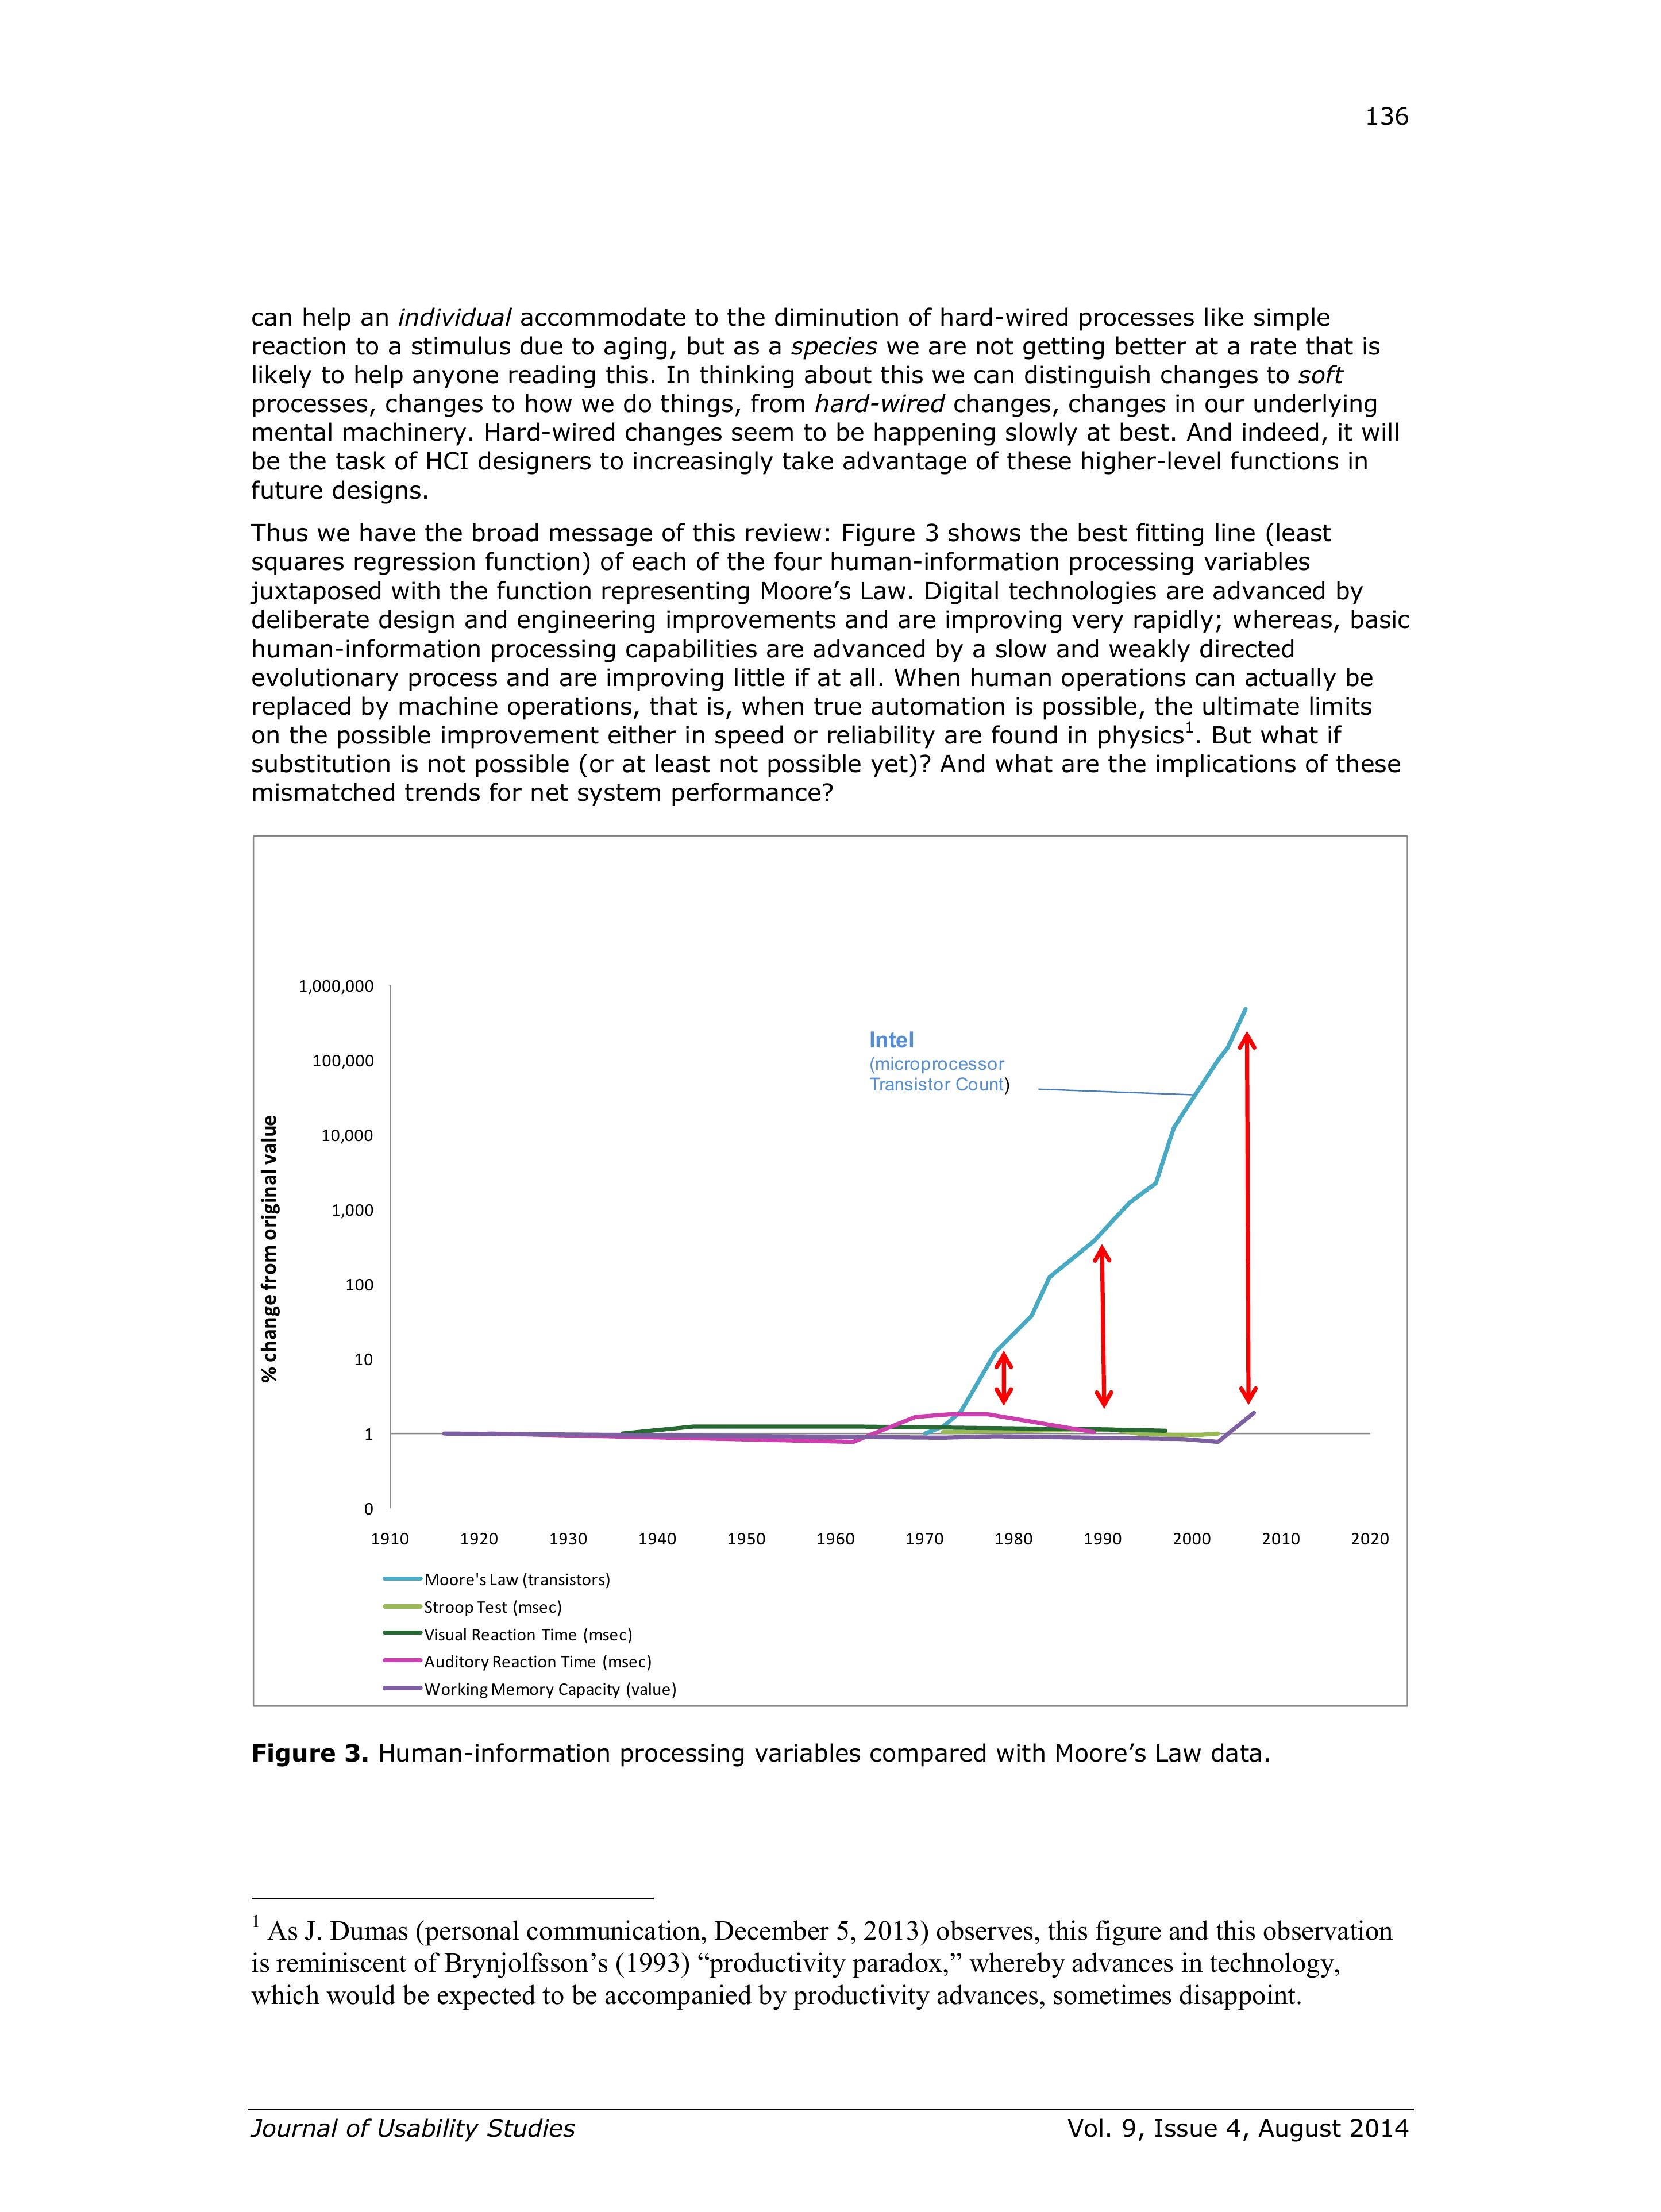 136
can help an individual accommodate to the diminution of hard-wired processes like simple
reaction to a stimulus due to aging, but as a species we are not getting better at a rate that is
likely to help anyone reading this. In thinking about this we can distinguish changes to soft
processes, changes to how we do things, from hard-wired changes, changes in our underlying
mental machinery. Hard-wired changes seem to be happening slowly at best. And indeed, it will
be the task of HCI designers to increasingly take advantage of these higher-level functions in
future designs.
Thus we have the broad message of this review: Figure 3 shows the best fitting line (least
squares regression function) of each of the four human-information processing variables
juxtaposed with the function representing Moore’s Law. Digital technologies are advanced by
deliberate design and engineering improvements and are improving very rapidly; whereas, basic
human-information processing capabilities are advanced by a slow and weakly directed
evolutionary process and are improving little if at all. When human operations can actually be
replaced by machine operations, that is, when true automation is possible, the ultimate limits
on the possible improvement either in speed or reliability are found in physics1. But what if
substitution is not possible (or at least not possible yet)? And what are the implications of these
mismatched trends for net system performance?
% change from original value
1,000,000
100,000
10,000
1,000
100
10
1
0
Intel
(microprocessor
Transistor Count)
1910 1920 1930 1940 1950 1960 1970 1980 1990 2000 2010 2020
Moore's Law (transistors)
Stroop Test (msec)
Visual Reaction Time (msec)
Auditory Reaction Time (msec)
Working Memory Capacity (value)
Figure 3. Human-information processing variables compared with Moore’s Law data.
1 As J. Dumas (personal communication, December 5, 2013) observes, this figure and this observation
is reminiscent of Brynjolfsson’s (1993) “productivity paradox,” whereby advances in technology,
which would be expected to be accompanied by productivity advances, sometimes disappoint.
Journal of Usability Studies Vol. 9, Issue 4, August 2014